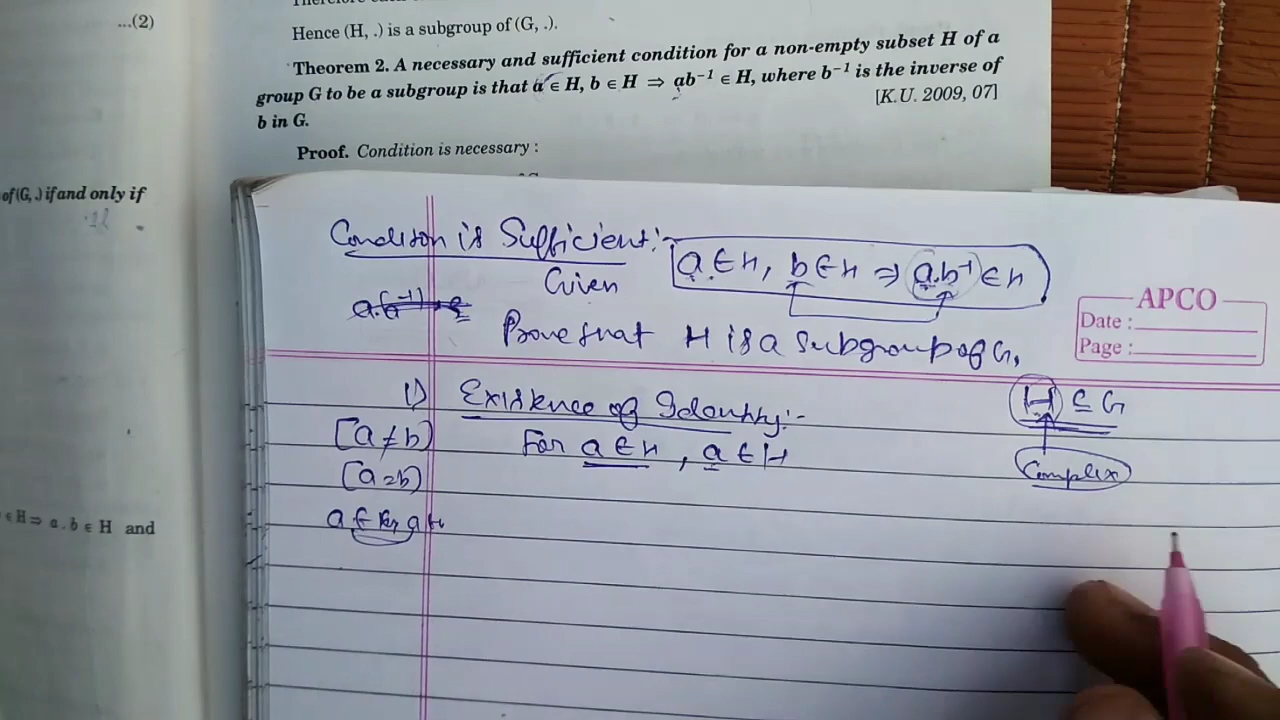 ...(2)
of (G, .) if and only if
∈ H ⇒ a . b ∈ H and
Hence (H, .) is a subgroup of (G, .).
Theorem 2. A necessary and sufficient condition for a non-empty subset H of a
group G to be a subgroup is that a ∈ H, b ∈ H ⇒ ab⁻¹ ∈ H, where b⁻¹ is the inverse of
b in G.
[K.U. 2009, 07]
Proof. Condition is necessary :
Condition is Sufficient:-
Given
a ∈ H, b ∈ H ⇒ a.b⁻¹ ∈ H
Prove that H is a subgroup of G,
APCO
Date :
Page :
1) Existence of Identity:-
H ⊆ G
[a ≠ b]
For a ∈ H, a ∈ H
Complex
[a = b]